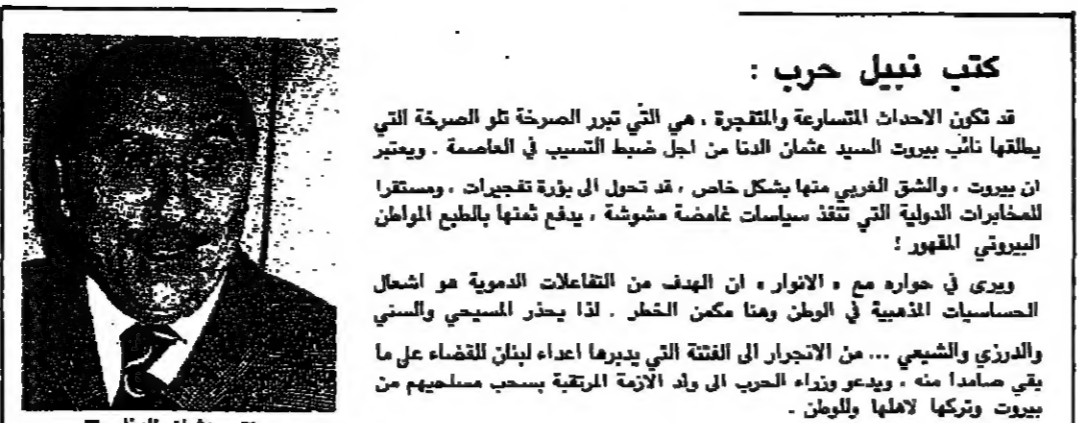 كتب نبيل حرب :
قد تكون الاحداث المتسارعة والمتفجرة ، هي التي تبرر الصرخة تلو الصرخة التي
يطلقها نائب بيروت السيد عثمان الدنا من اجل ضبط التسيب في العاصمة . ويعتبر
ان بيروت ، والشق الغربي منها بشكل خاص ، قد تحول الى بؤرة تفجيرات ، ومستقرا
للمخابرات الدولية التي تنفذ سياسات غامضة مشوشة ، يدفع ثمنها بالطبع المواطن
البيروتي المقهور !
ويرى في حواره مع « الانوار » ان الهدف من التفاعلات الدموية هو اشعال
الحساسيات المذهبية في الوطن وهنا مكمن الخطر . لذا يحذر المسيحي والسني
والدرزي والشيعي ... من الانجرار الى الفتنة التي يدبرها اعداء لبنان للقضاء على ما
بقي صامدا منه ، ويدعو وزراء الحرب الى ولد الازمة المرتقبة بسحب مسلحيهم من
بيروت وتركها لاهلها وللوطن .